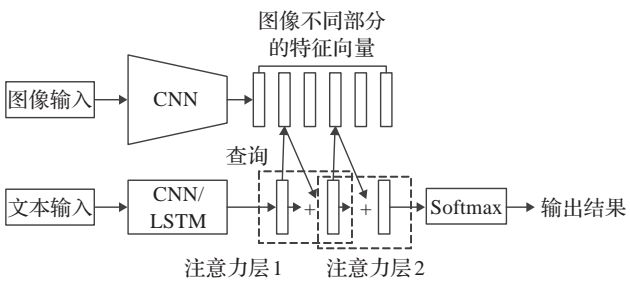 图像不同部分
的特征向量
图像输入
CNN
查询
文本输入
CNN/
LSTM
+
+
Softmax
输出结果
注意力层1
注意力层2